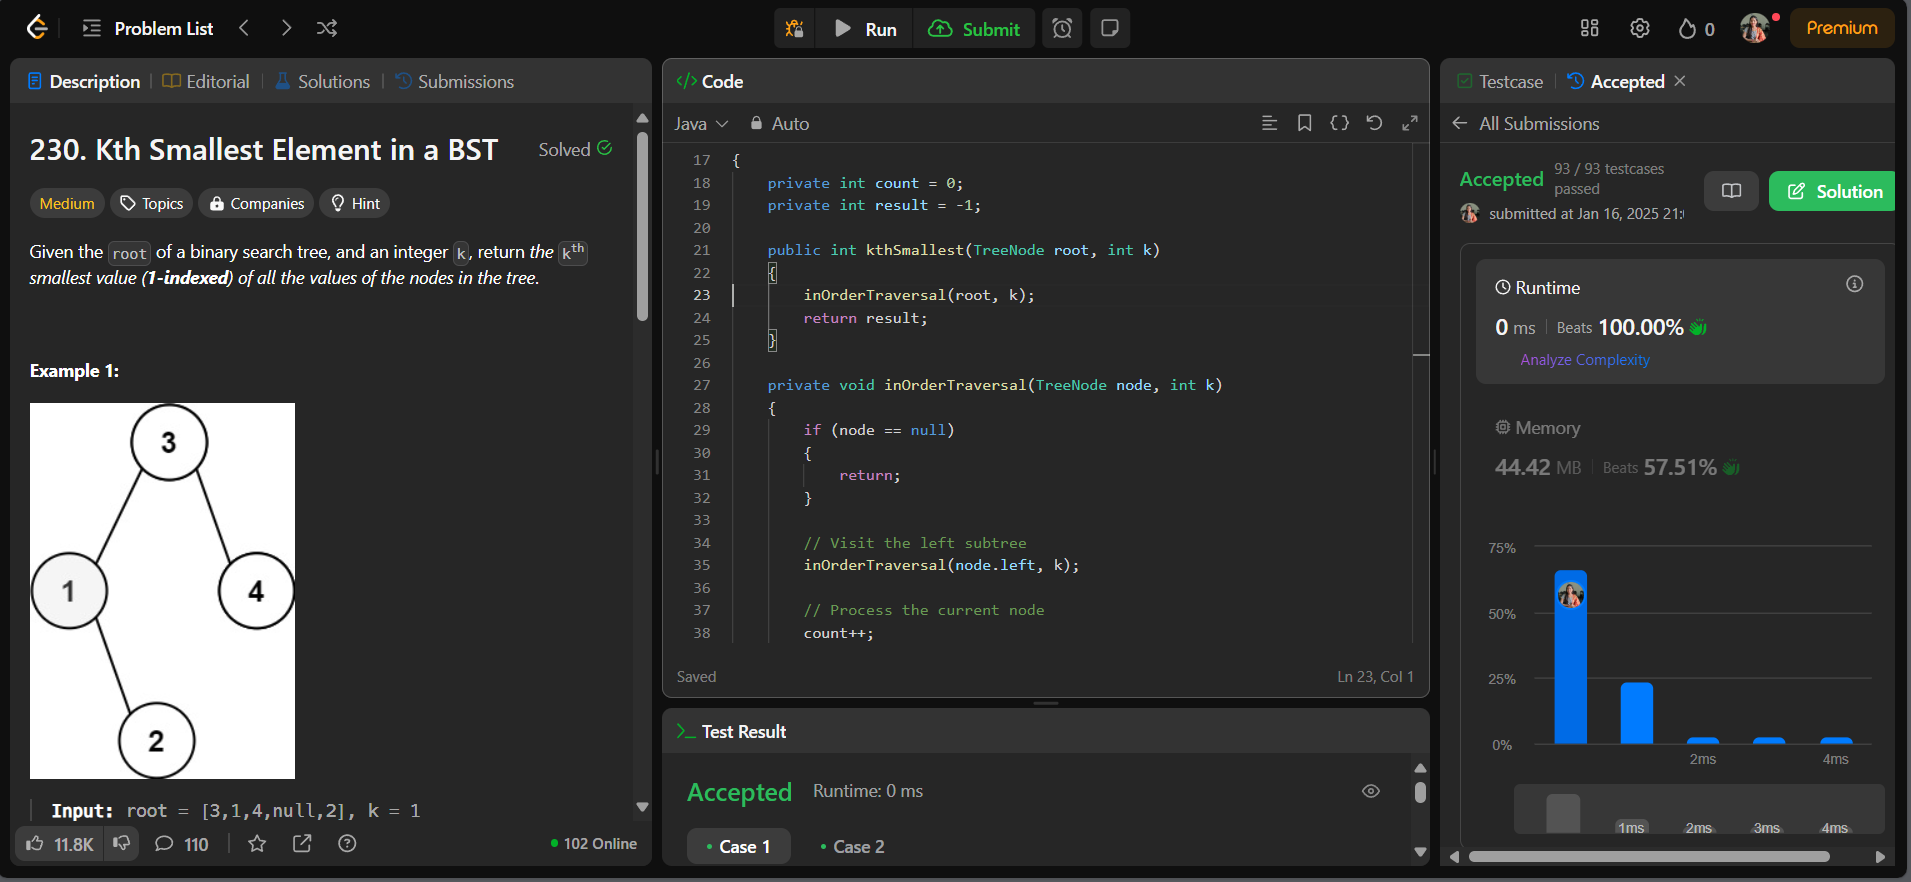 Problem List
Run
Submit
0
Premium
Description
Editorial
Solutions
Submissions
230. Kth Smallest Element in a BST
Solved
Medium
Topics
Companies
Hint
Given the root of a binary search tree, and an integer k, return the kth
smallest value (1-indexed) of all the values of the nodes in the tree.
Example 1:
3
1
4
2
Input: root = [3,1,4,null,2], k = 1
11.8K
110
102 Online
</> Code
Java
Auto
17 {
18 private int count = 0;
19 private int result = -1;
20
21 public int kthSmallest(TreeNode root, int k)
22 {
23 inOrderTraversal(root, k);
24 return result;
25 }
26
27 private void inOrderTraversal(TreeNode node, int k)
28 {
29 if (node == null)
30 {
31 return;
32 }
33
34 // Visit the left subtree
35 inOrderTraversal(node.left, k);
36
37 // Process the current node
38 count++;
Saved
Ln 23, Col 1
>_ Test Result
Accepted
Runtime: 0 ms
Case 1
Case 2
Testcase
Accepted
All Submissions
Accepted
93 / 93 testcases
passed
submitted at Jan 16, 2025 21:
Solution
Runtime
0 ms
Beats 100.00%
Analyze Complexity
Memory
44.42 MB
Beats 57.51%
75%
50%
25%
0%
2ms
4ms
1ms
2ms
3ms
4ms